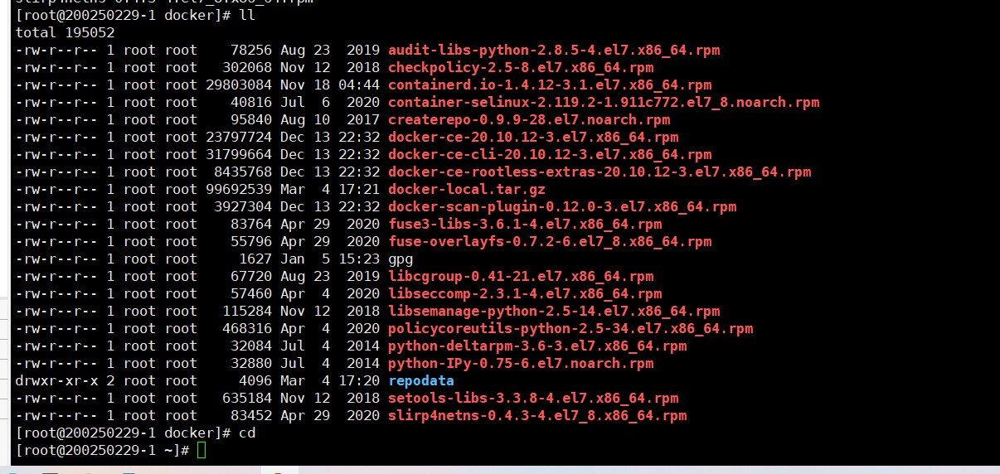 slirp4netns-0.4.3-4.el7_8.x86_64.rpm
[root@200250229-1 docker]# ll
total 195052
-rw-r--r-- 1 root root    78256 Aug 23  2019 audit-libs-python-2.8.5-4.el7.x86_64.rpm
-rw-r--r-- 1 root root   302068 Nov 12  2018 checkpolicy-2.5-8.el7.x86_64.rpm
-rw-r--r-- 1 root root 29803084 Nov 18 04:44 containerd.io-1.4.12-3.1.el7.x86_64.rpm
-rw-r--r-- 1 root root    40816 Jul  6  2020 container-selinux-2.119.2-1.911c772.el7_8.noarch.rpm
-rw-r--r-- 1 root root    95840 Aug 10  2017 createrepo-0.9.9-28.el7.noarch.rpm
-rw-r--r-- 1 root root 23797724 Dec 13 22:32 docker-ce-20.10.12-3.el7.x86_64.rpm
-rw-r--r-- 1 root root 31799664 Dec 13 22:32 docker-ce-cli-20.10.12-3.el7.x86_64.rpm
-rw-r--r-- 1 root root  8435768 Dec 13 22:32 docker-ce-rootless-extras-20.10.12-3.el7.x86_64.rpm
-rw-r--r-- 1 root root 99692539 Mar  4 17:21 docker-local.tar.gz
-rw-r--r-- 1 root root  3927304 Dec 13 22:32 docker-scan-plugin-0.12.0-3.el7.x86_64.rpm
-rw-r--r-- 1 root root    83764 Apr 29  2020 fuse3-libs-3.6.1-4.el7.x86_64.rpm
-rw-r--r-- 1 root root    55796 Apr 29  2020 fuse-overlayfs-0.7.2-6.el7_8.x86_64.rpm
-rw-r--r-- 1 root root     1627 Jan  5 15:23 gpg
-rw-r--r-- 1 root root    67720 Aug 23  2019 libcgroup-0.41-21.el7.x86_64.rpm
-rw-r--r-- 1 root root    57460 Apr  4  2020 libseccomp-2.3.1-4.el7.x86_64.rpm
-rw-r--r-- 1 root root   115284 Nov 12  2018 libsemanage-python-2.5-14.el7.x86_64.rpm
-rw-r--r-- 1 root root   468316 Apr  4  2020 policycoreutils-python-2.5-34.el7.x86_64.rpm
-rw-r--r-- 1 root root    32084 Jul  4  2014 python-deltarpm-3.6-3.el7.x86_64.rpm
-rw-r--r-- 1 root root    32880 Jul  4  2014 python-IPy-0.75-6.el7.noarch.rpm
drwxr-xr-x 2 root root     4096 Mar  4 17:20 repodata
-rw-r--r-- 1 root root   635184 Nov 12  2018 setools-libs-3.3.8-4.el7.x86_64.rpm
-rw-r--r-- 1 root root    83452 Apr 29  2020 slirp4netns-0.4.3-4.el7_8.x86_64.rpm
[root@200250229-1 docker]# cd
[root@200250229-1 ~]#